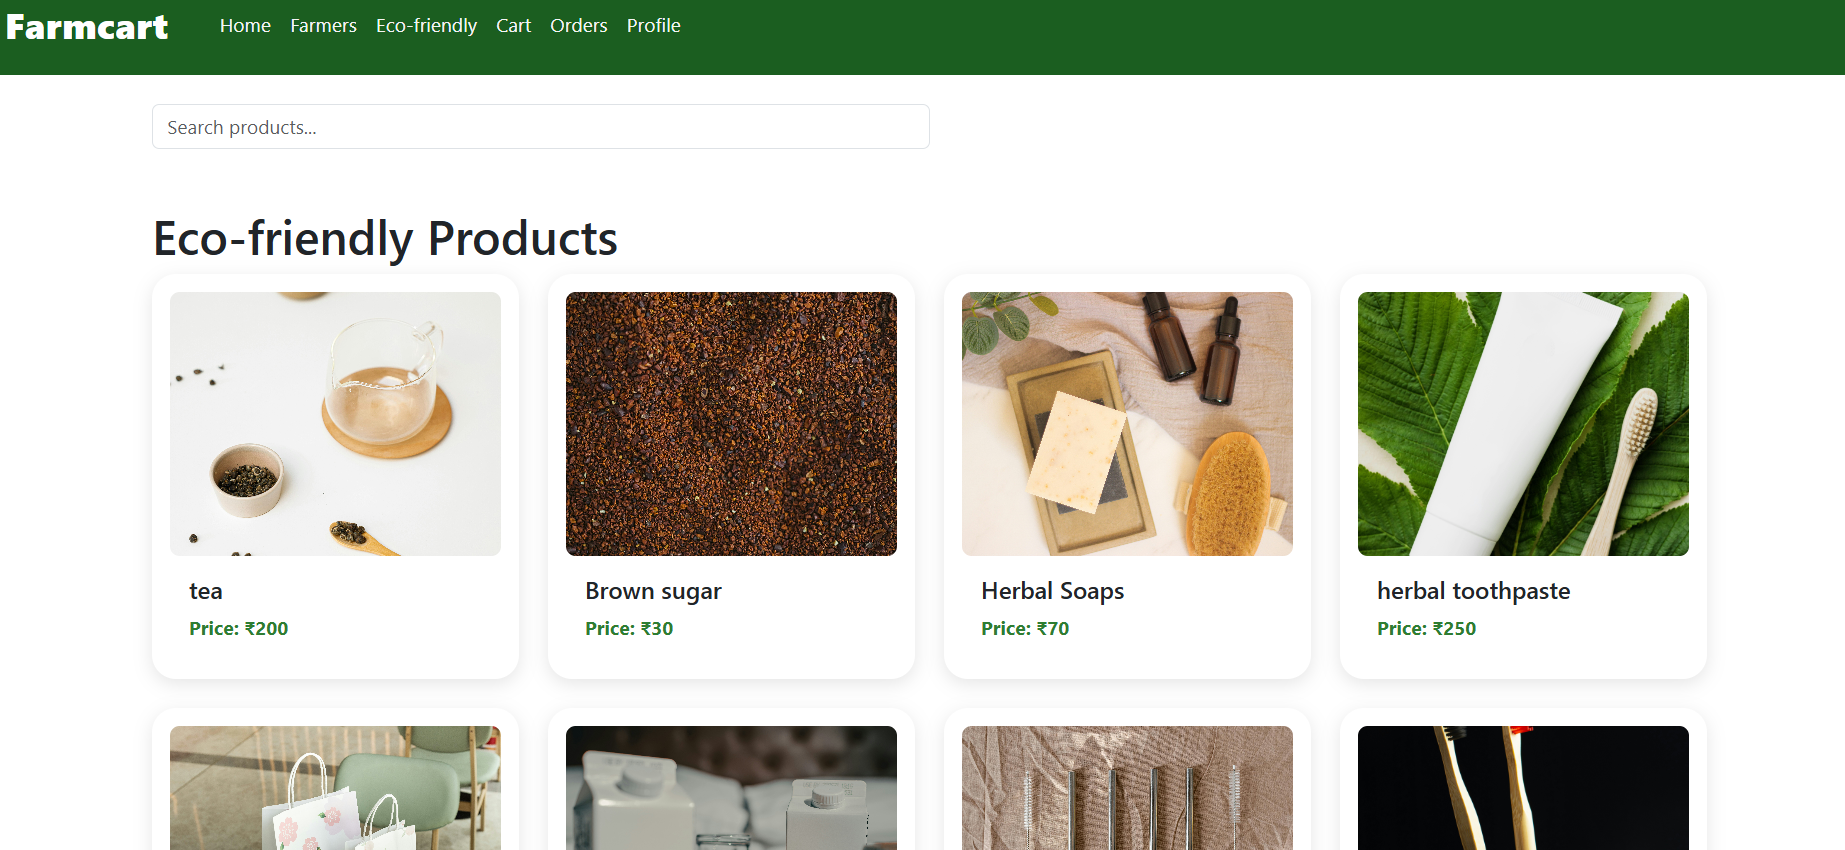 Farmcart Home Farmers Eco-friendly Cart Orders Profile
Search products...
Eco-friendly Products
tea
Price: ₹200
Brown sugar
Price: ₹30
Herbal Soaps
Price: ₹70
herbal toothpaste
Price: ₹250